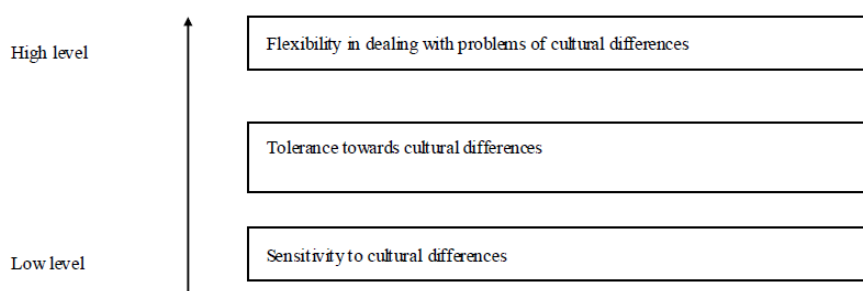 High level
Flexibility in dealing with problems of cultural differences
Tolerance towards cultural differences
Low level
Sensitivity to cultural differences